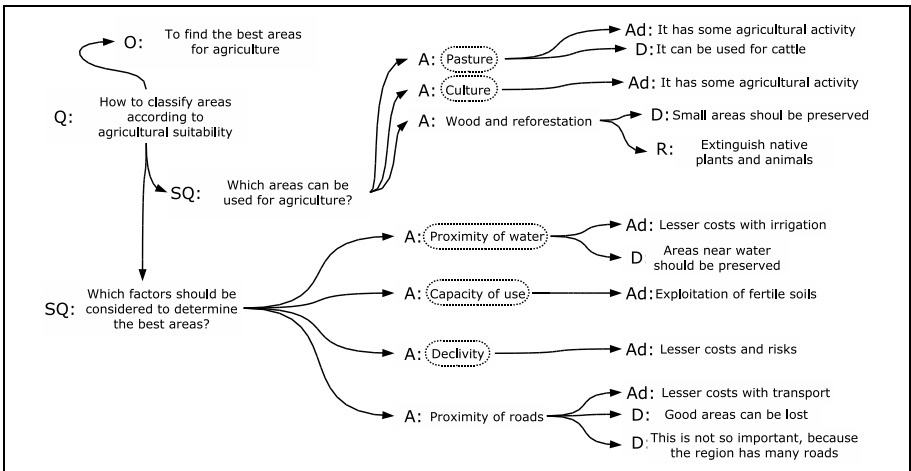 O: To find the best areas
for agriculture
Q: How to classify areas
according to
agricultural suitability
SQ: Which areas can be
used for agriculture?
A: Pasture
Ad: It has some agricultural activity
D: It can be used for cattle
A: Culture
Ad: It has some agricultural activity
A: Wood and reforestation
D: Small areas shoul be preserved
R: Extinguish native
plants and animals
SQ: Which factors should be
considered to determine
the best areas?
A: Proximity of water
Ad: Lesser costs with irrigation
D: Areas near water
should be preserved
A: Capacity of use
Ad: Exploitation of fertile soils
A: Declivity
Ad: Lesser costs and risks
A: Proximity of roads
Ad: Lesser costs with transport
D: Good areas can be lost
D: This is not so important, because
the region has many roads